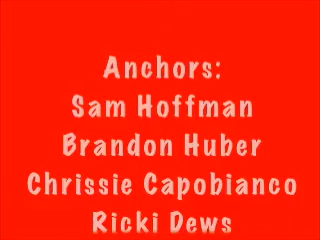 Anchors:
Sam Hoffman
Brandon Huber
Chrissie Capobianco
Ricki Dews